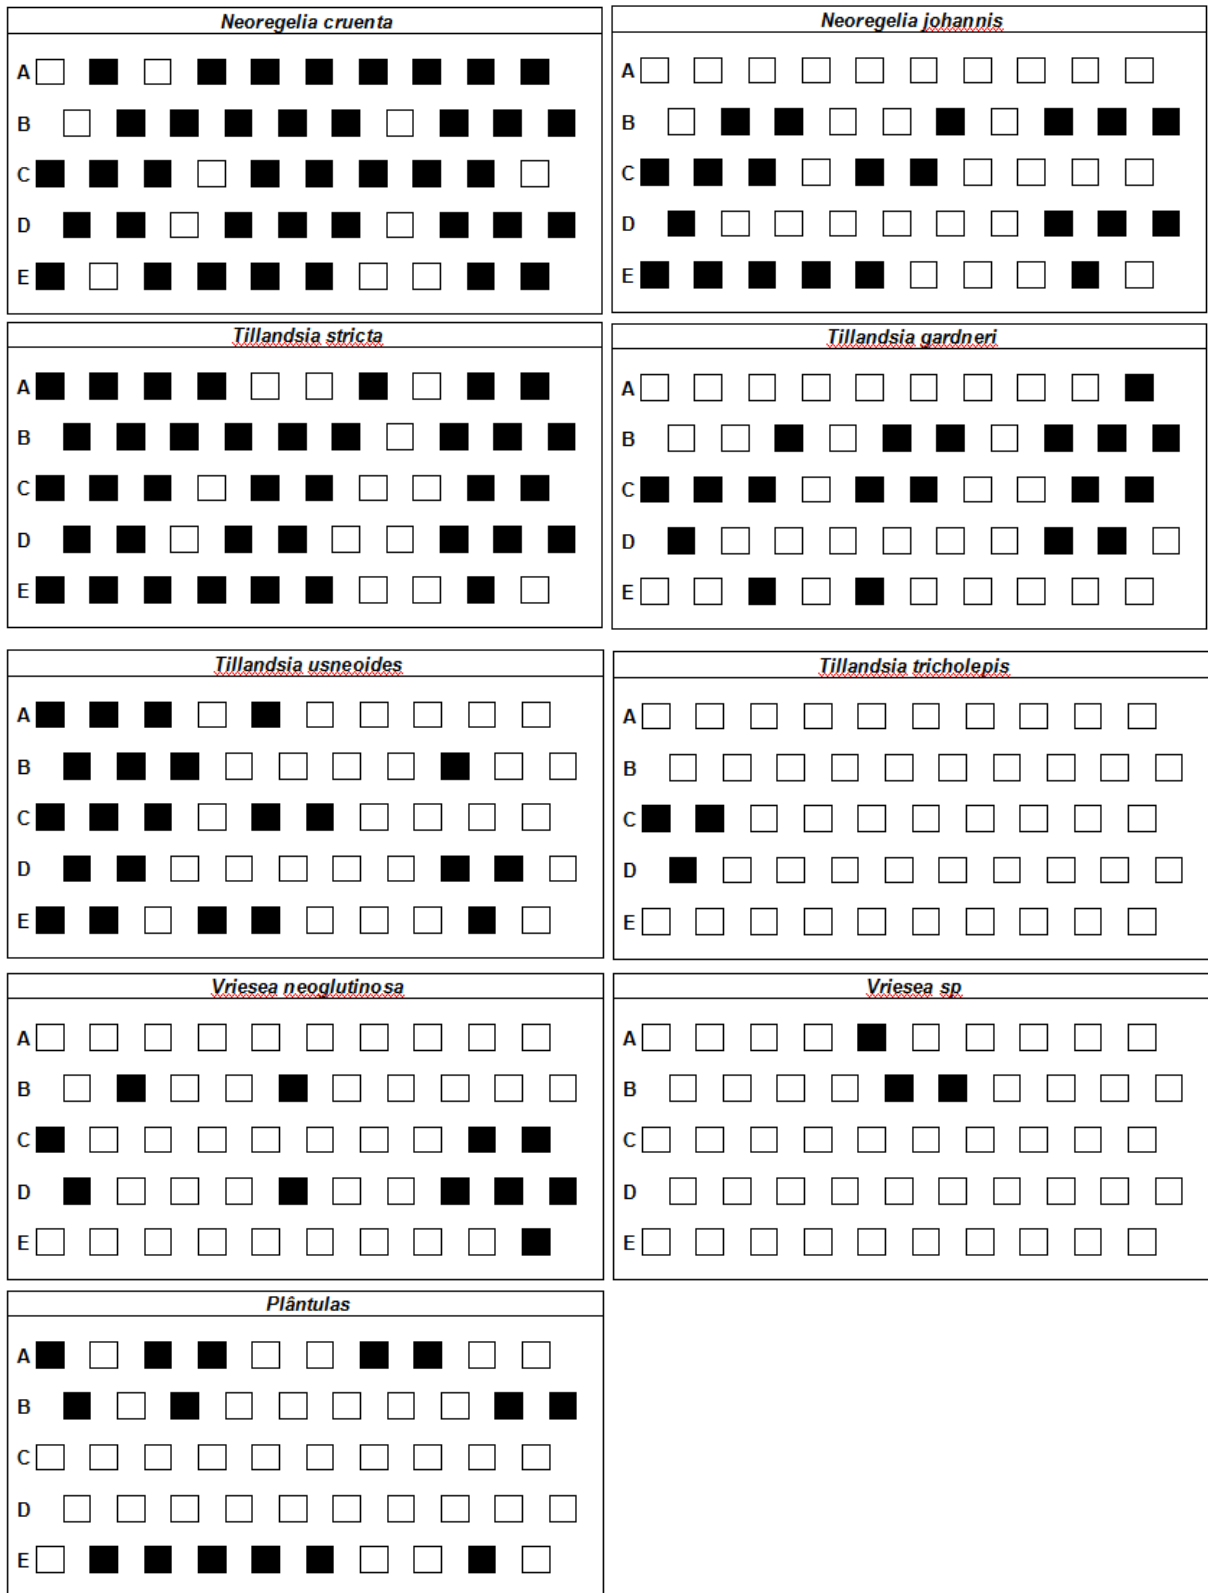 Neoregelia cruenta
A
B
C
D
E
Neoregelia johannis
A
B
C
D
E
Tillandsia stricta
A
B
C
D
E
Tillandsia gardneri
A
B
C
D
E
Tillandsia usneoides
A
B
C
D
E
Tillandsia tricholepis
A
B
C
D
E
Vriesea neoglutinosa
A
B
C
D
E
Vriesea sp
A
B
C
D
E
Plântulas
A
B
C
D
E